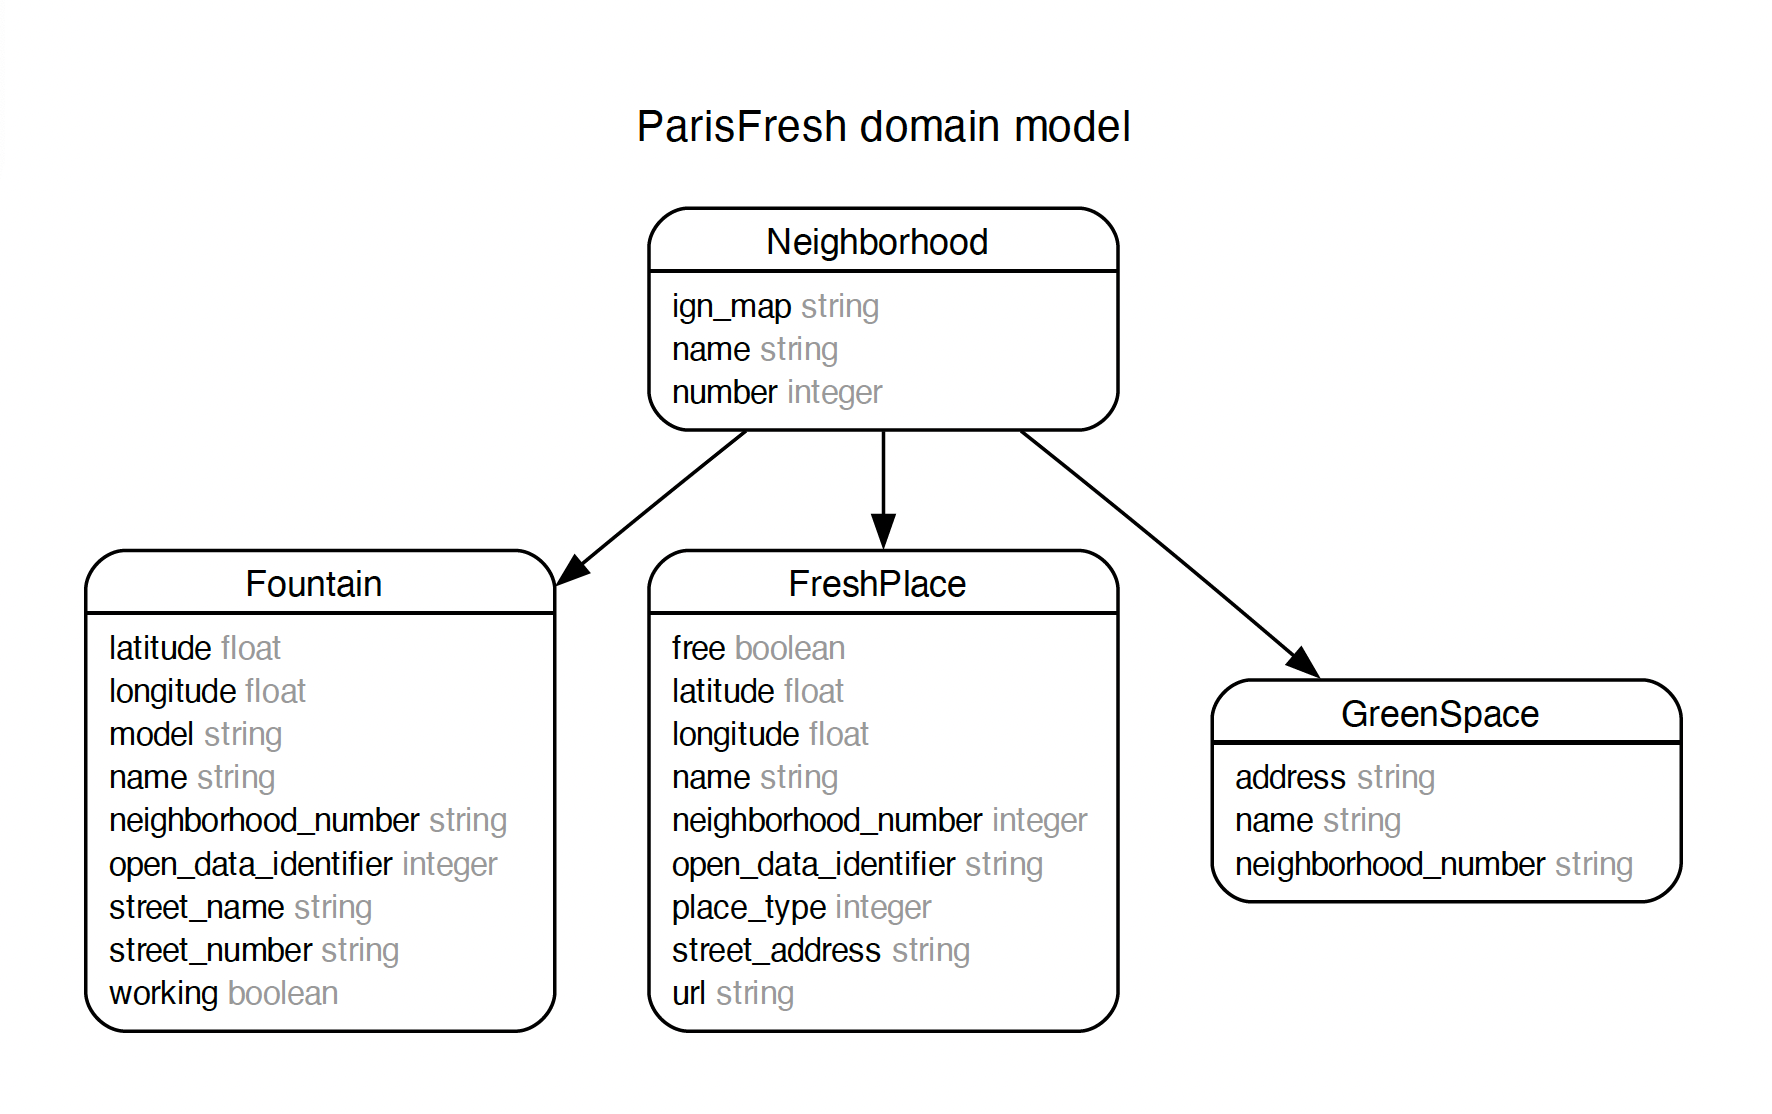 ParisFresh domain model
Neighborhood
ign_map string
name string
number integer
Fountain
latitude float
longitude float
model string
name string
neighborhood_number string
open_data_identifier integer
street_name string
street_number string
working boolean
FreshPlace
free boolean
latitude float
longitude float
name string
neighborhood_number integer
open_data_identifier string
place_type integer
street_address string
url string
GreenSpace
address string
name string
neighborhood_number string